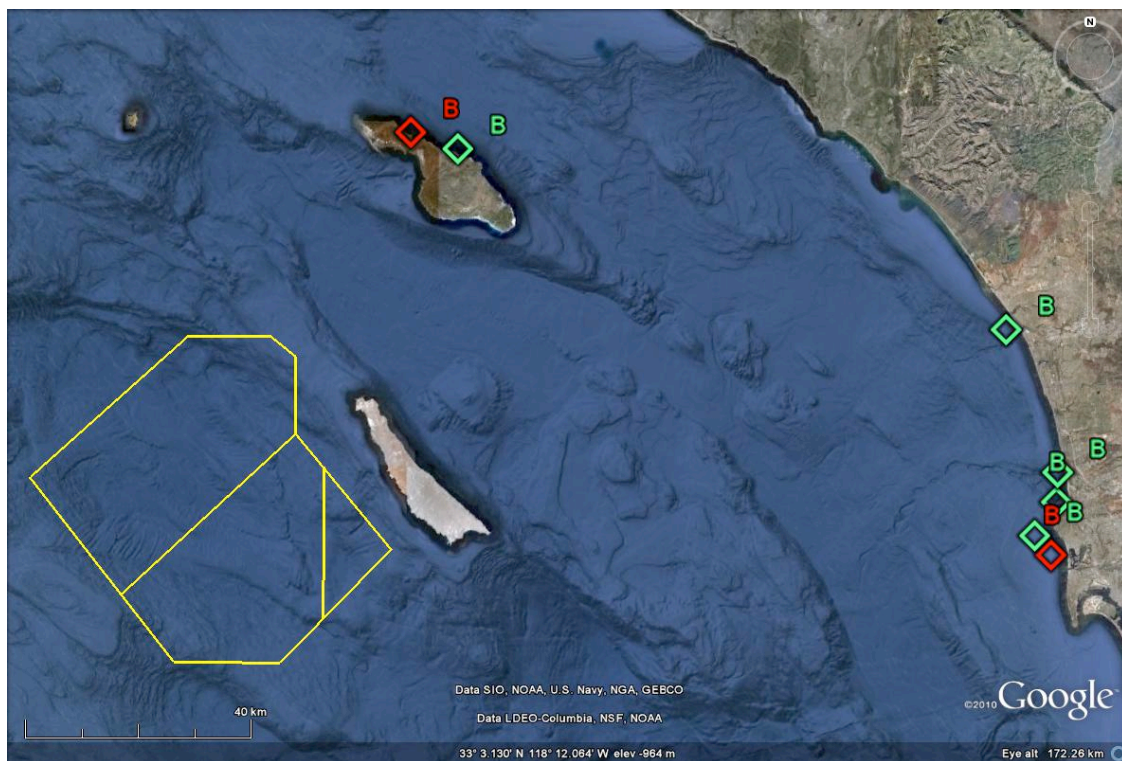 N
B
B
B
B
B
B
B
Data SIO, NOAA, U.S. Navy, NGA, GEBCO
©2010 Google
40 km
Data LDEO-Columbia, NSF, NOAA
33° 3.130' N 118° 12.064' W elev -964 m
Eye alt 172.26 km